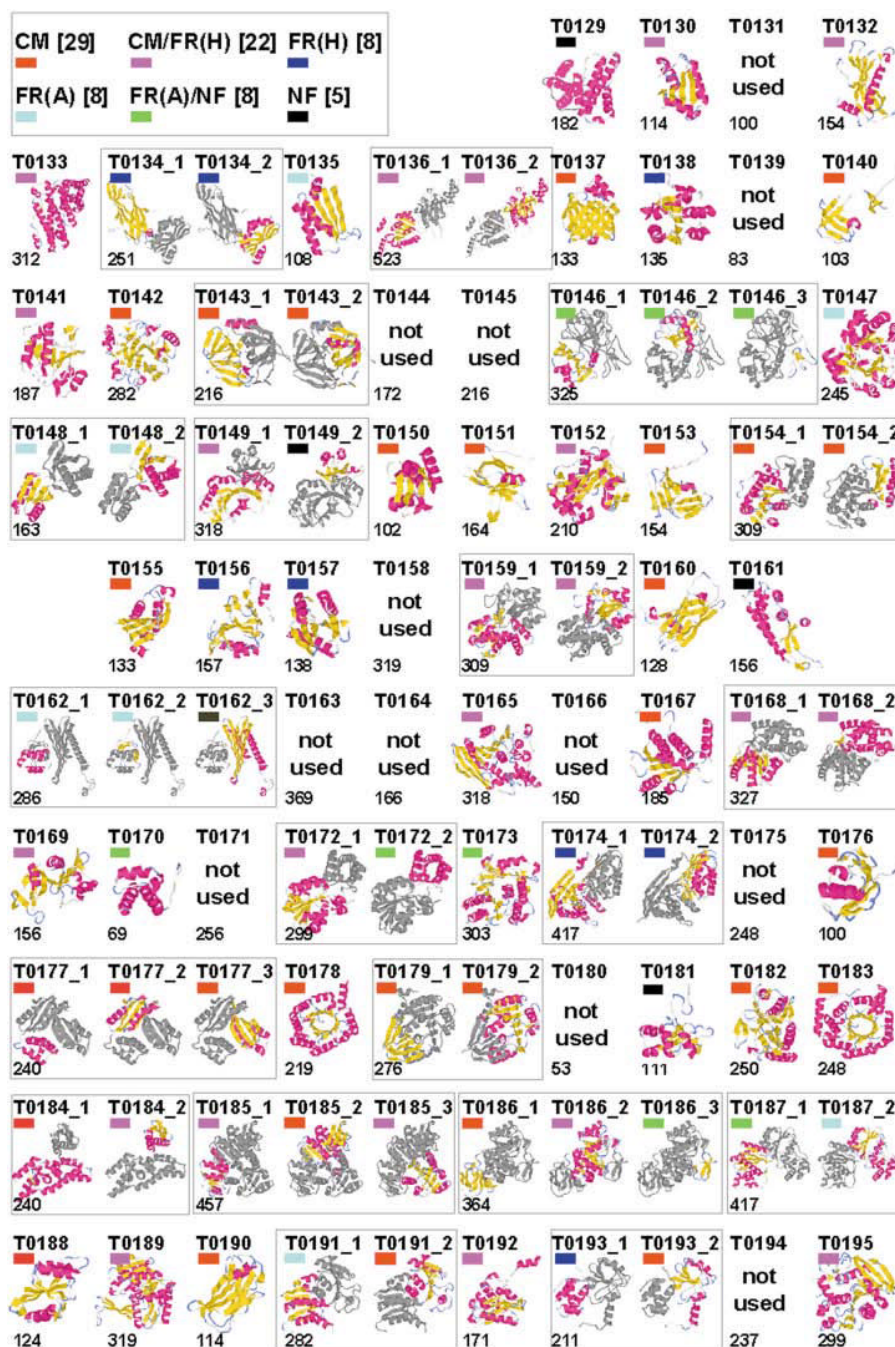 CM [29] CM/FR(H) [22] FR(H) [8]
FR(A) [8] FR(A)/NF [8] NF [5]
T0129 T0130 T0131 T0132
not
used
182 114 100 154
T0133 T0134_1 T0134_2 T0135 T0136_1 T0136_2 T0137 T0138 T0139 T0140
not
used
312 251 108 523 133 135 83 103
T0141 T0142 T0143_1 T0143_2 T0144 T0145 T0146_1 T0146_2 T0146_3 T0147
not not
used used
187 282 216 172 216 325 245
T0148_1 T0148_2 T0149_1 T0149_2 T0150 T0151 T0152 T0153 T0154_1 T0154_2
163 318 102 164 210 154 309
T0155 T0156 T0157 T0158 T0159_1 T0159_2 T0160 T0161
not
used
133 157 138 319 309 128 156
T0162_1 T0162_2 T0162_3 T0163 T0164 T0165 T0166 T0167 T0168_1 T0168_2
not not not
used used used
286 369 166 318 150 185 327
T0169 T0170 T0171 T0172_1 T0172_2 T0173 T0174_1 T0174_2 T0175 T0176
not not
used used
156 69 256 299 303 417 248 100
T0177_1 T0177_2 T0177_3 T0178 T0179_1 T0179_2 T0180 T0181 T0182 T0183
not
used
240 219 276 53 111 250 248
T0184_1 T0184_2 T0185_1 T0185_2 T0185_3 T0186_1 T0186_2 T0186_3 T0187_1 T0187_2
240 457 364 417
T0188 T0189 T0190 T0191_1 T0191_2 T0192 T0193_1 T0193_2 T0194 T0195
not
used
124 319 114 282 171 211 237 299